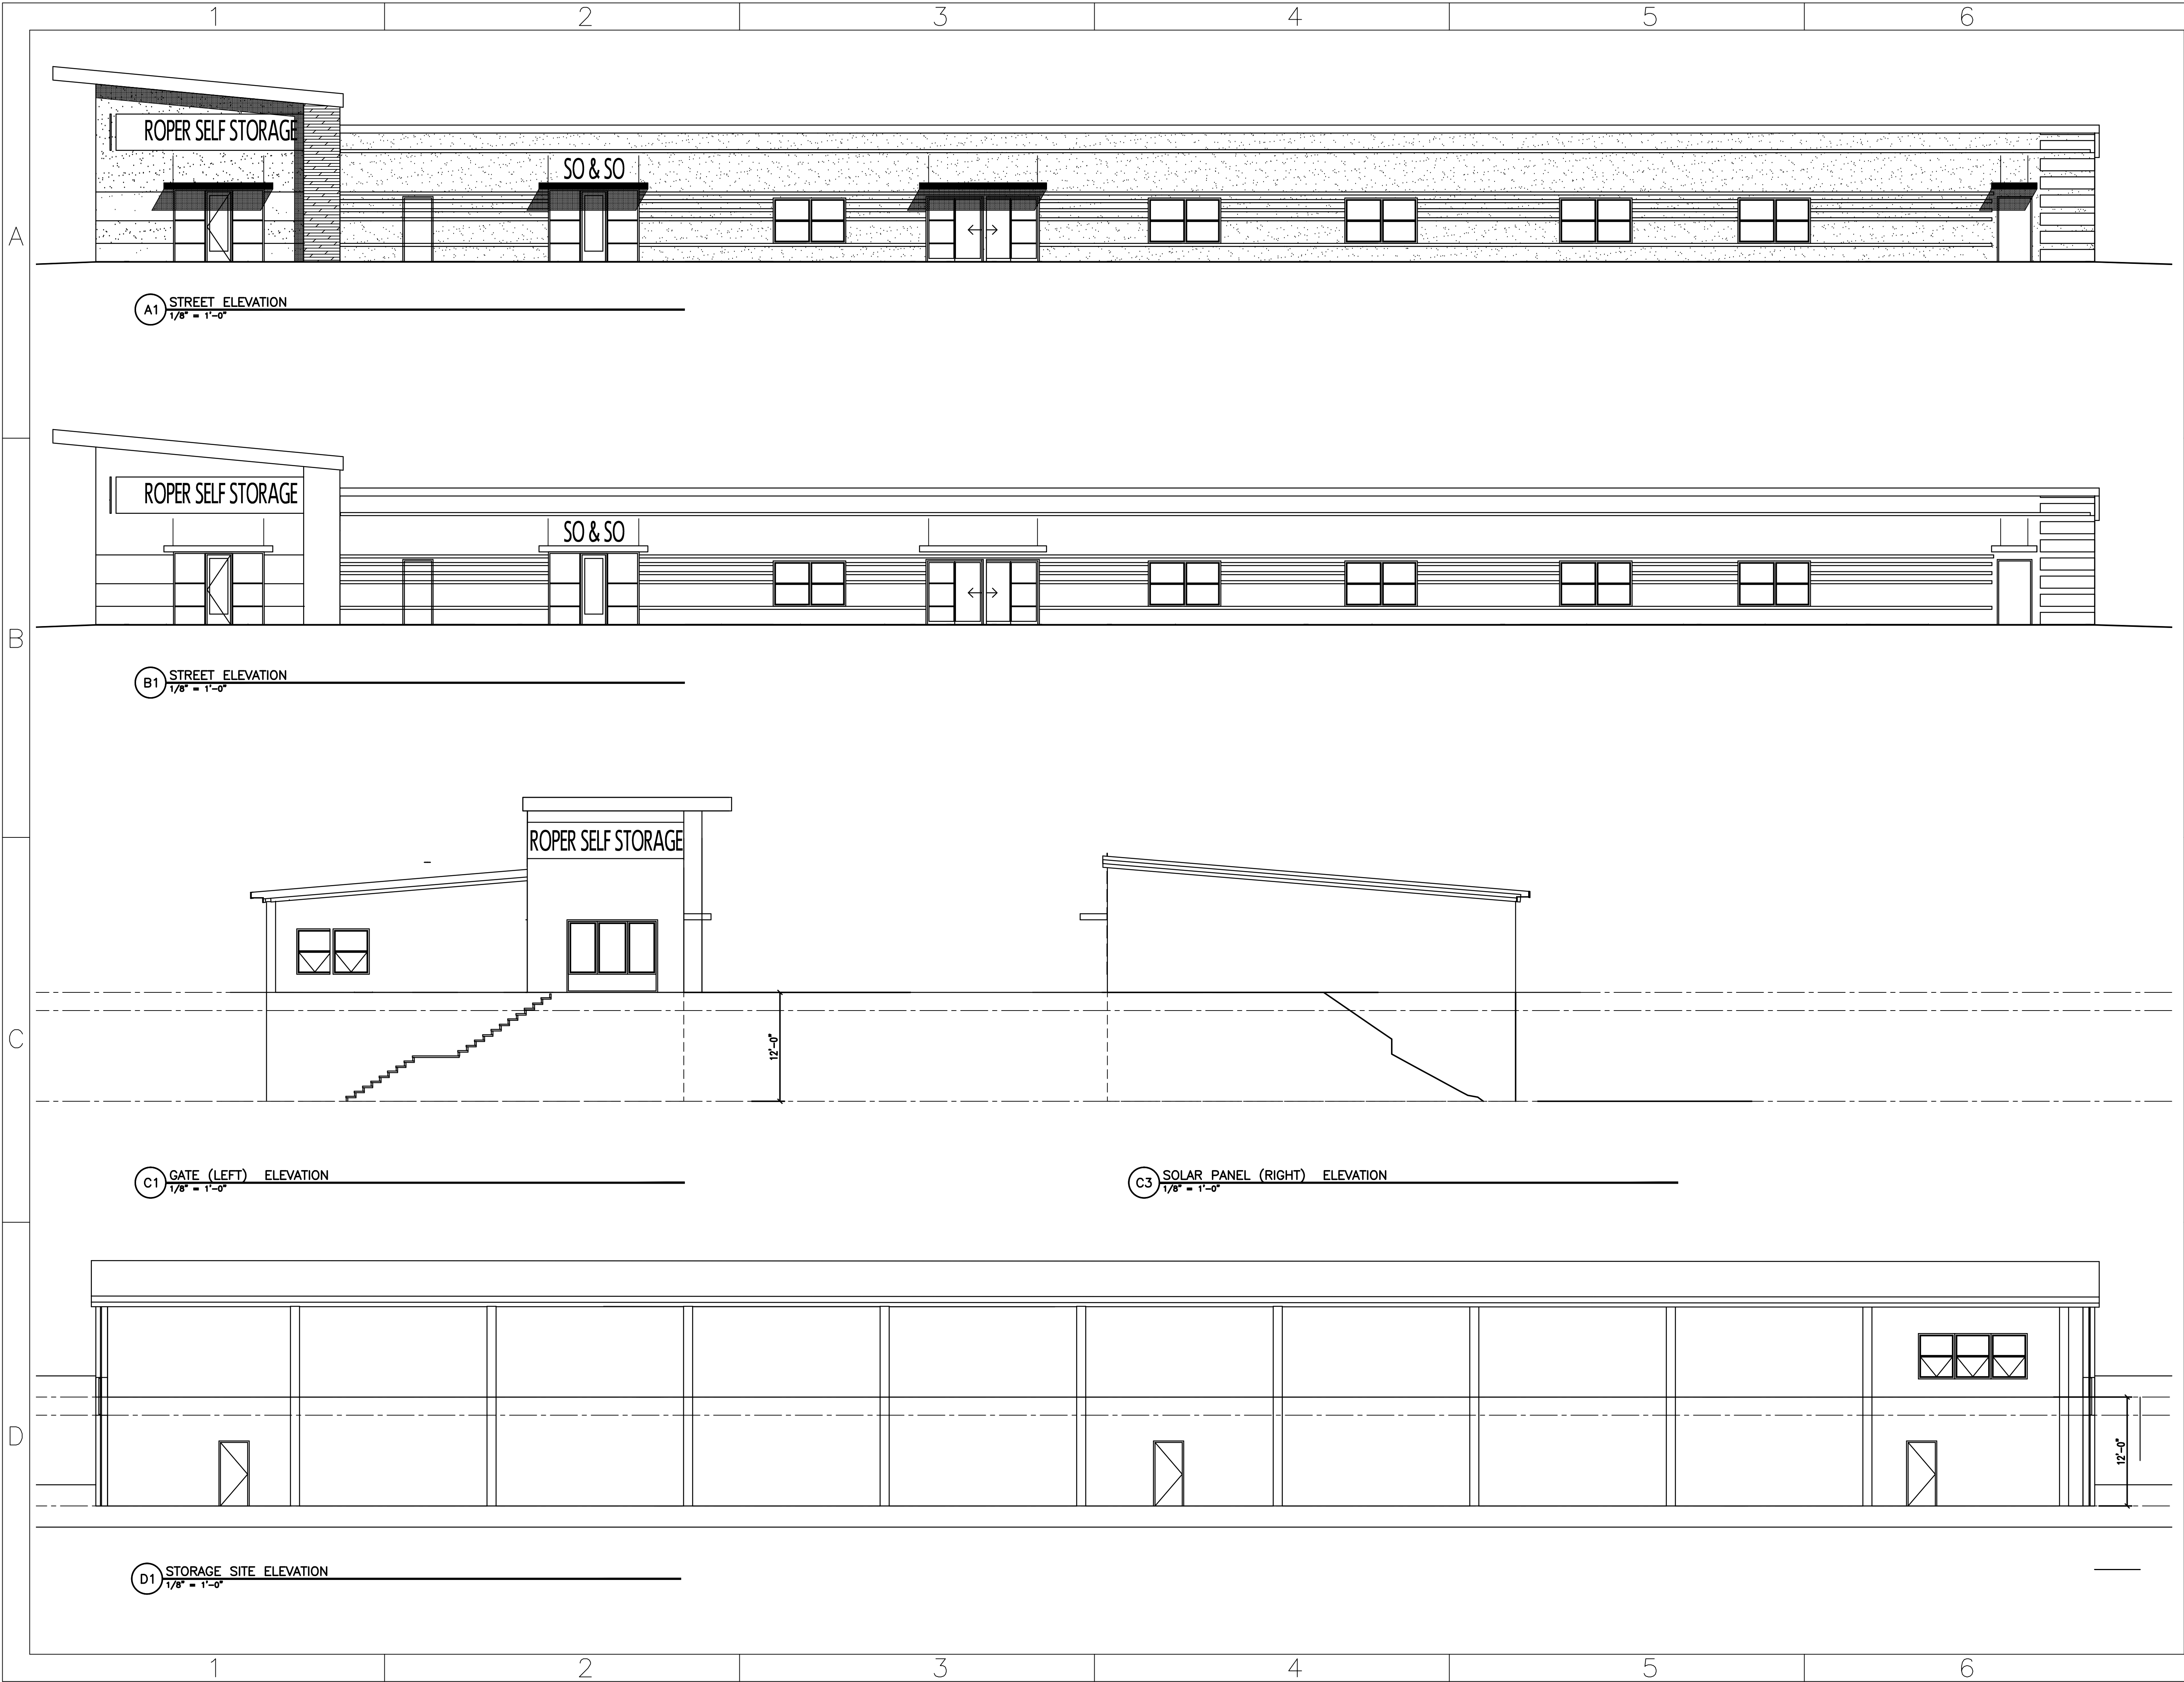 1 2 3 4 5 6
A
ROPER SELF STORAGE
SO & SO
A1 STREET ELEVATION
1/8" = 1'-0"
B
ROPER SELF STORAGE
SO & SO
B1 STREET ELEVATION
1/8" = 1'-0"
C
ROPER SELF STORAGE
12'-0"
C1 GATE (LEFT) ELEVATION
1/8" = 1'-0"
C3 SOLAR PANEL (RIGHT) ELEVATION
1/8" = 1'-0"
D
12'-0"
D1 STORAGE SITE ELEVATION
1/8" = 1'-0"
1 2 3 4 5 6